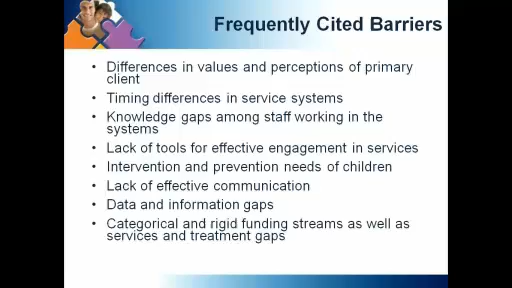 Frequently Cited Barriers
• Differences in values and perceptions of primary
client
• Timing differences in service systems
• Knowledge gaps among staff working in the
systems
• Lack of tools for effective engagement in services
• Intervention and prevention needs of children
• Lack of effective communication
• Data and information gaps
• Categorical and rigid funding streams as well as
services and treatment gaps